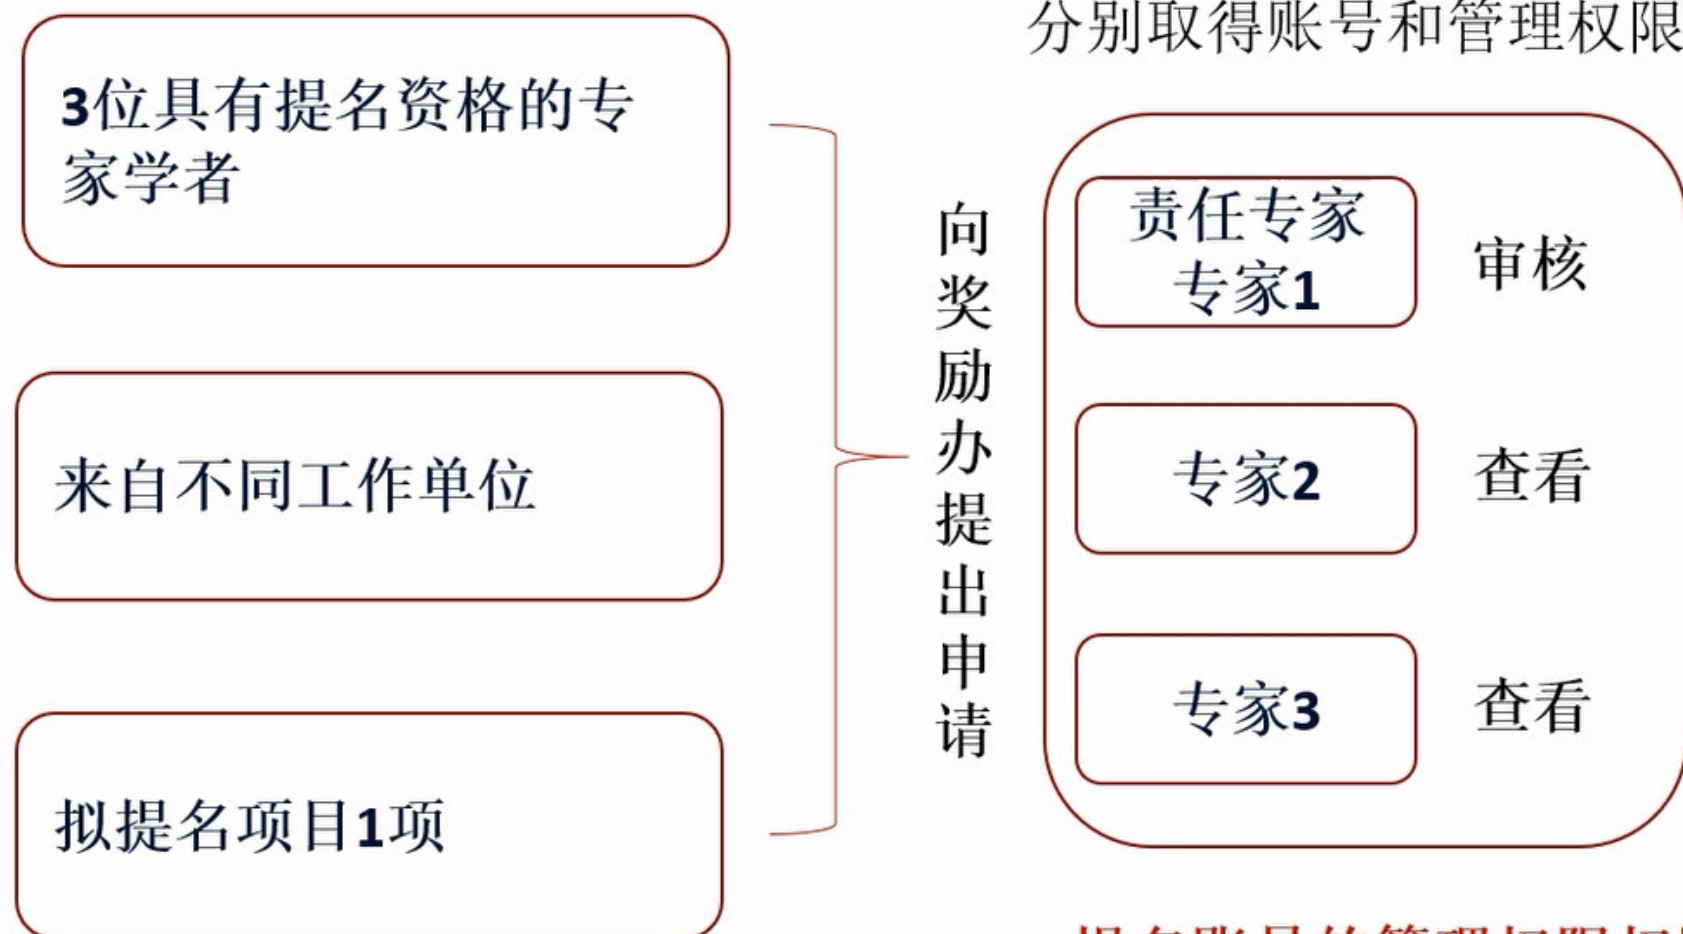 3位具有提名资格的专
家学者
来自不同工作单位
拟提名项目1项
向奖励办提出申请
分别取得账号和管理权限
责任专家
专家1
审核
专家2
查看
专家3
查看